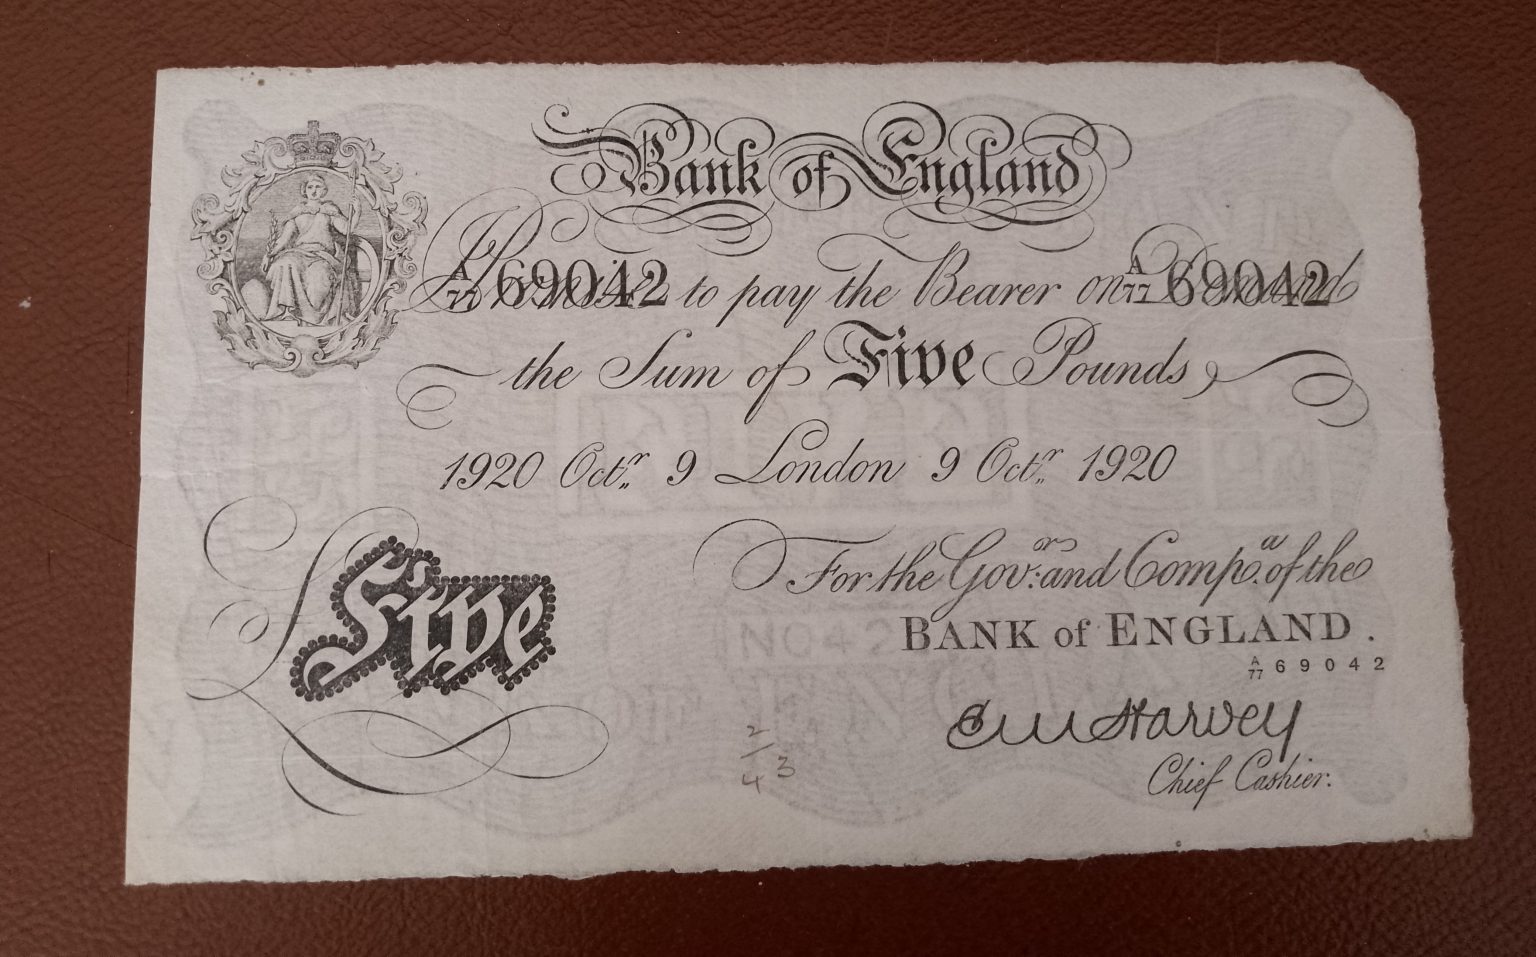 Bank of England
A/77 69042 Promise to pay the Bearer on Demand A/77 69042
the Sum of Five Pounds
1920 Octr. 9 London 9 Octr. 1920
For the Govr. and Compa. of the
Five
BANK of ENGLAND.
A/77 69042
E M Harvey
2/4 3
Chief Cashier.